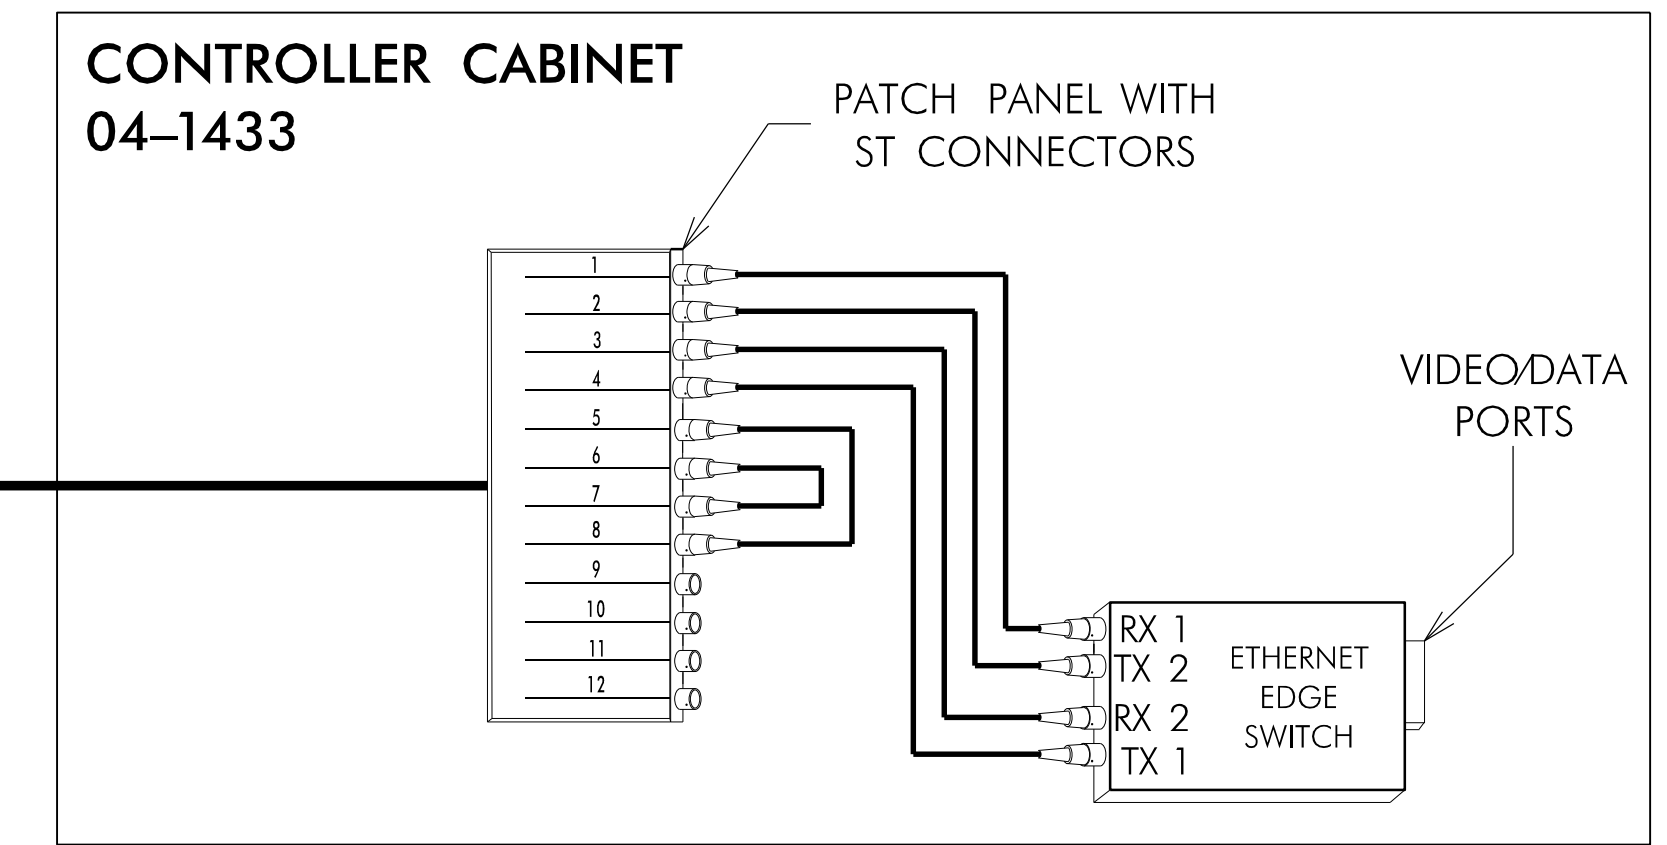 CONTROLLER CABINET
04–1433
PATCH PANEL WITH
ST CONNECTORS
1
2
3
4
5
6
7
8
9
10
11
12
VIDEO/DATA
PORTS
RX 1
TX 2
RX 2
TX 1
ETHERNET
EDGE
SWITCH